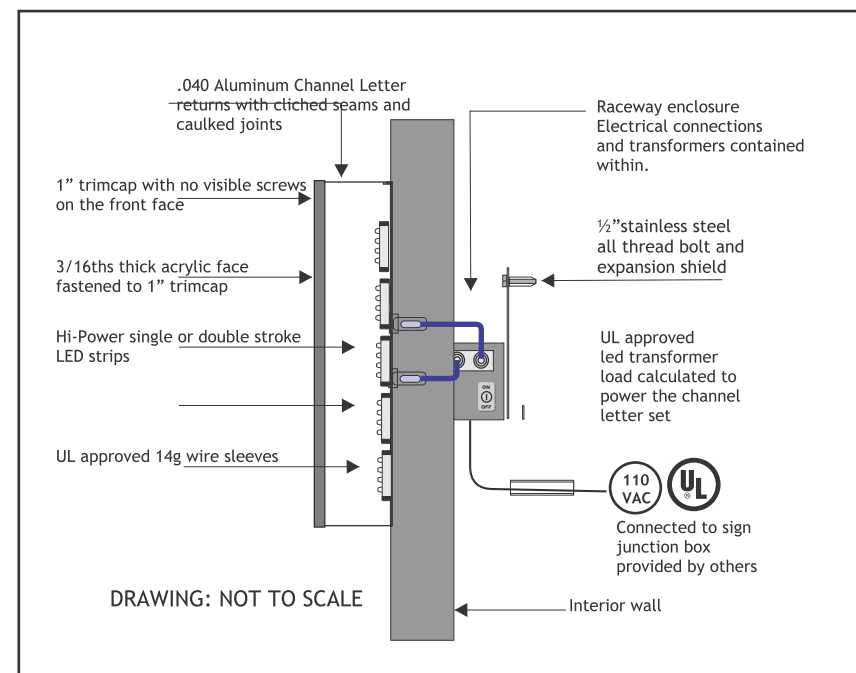 .040 Aluminum Channel Letter
returns with cliched seams and
caulked joints
Raceway enclosure
Electrical connections
and transformers contained
within.
1” trimcap with no visible screws
on the front face
½”stainless steel
all thread bolt and
expansion shield
3/16ths thick acrylic face
fastened to 1” trimcap
Hi-Power single or double stroke
LED strips
UL approved
led transformer
load calculated to
power the channel
letter set
ON
OFF
UL approved 14g wire sleeves
110
VAC
UL
®
Connected to sign
junction box
provided by others
DRAWING: NOT TO SCALE
Interior wall